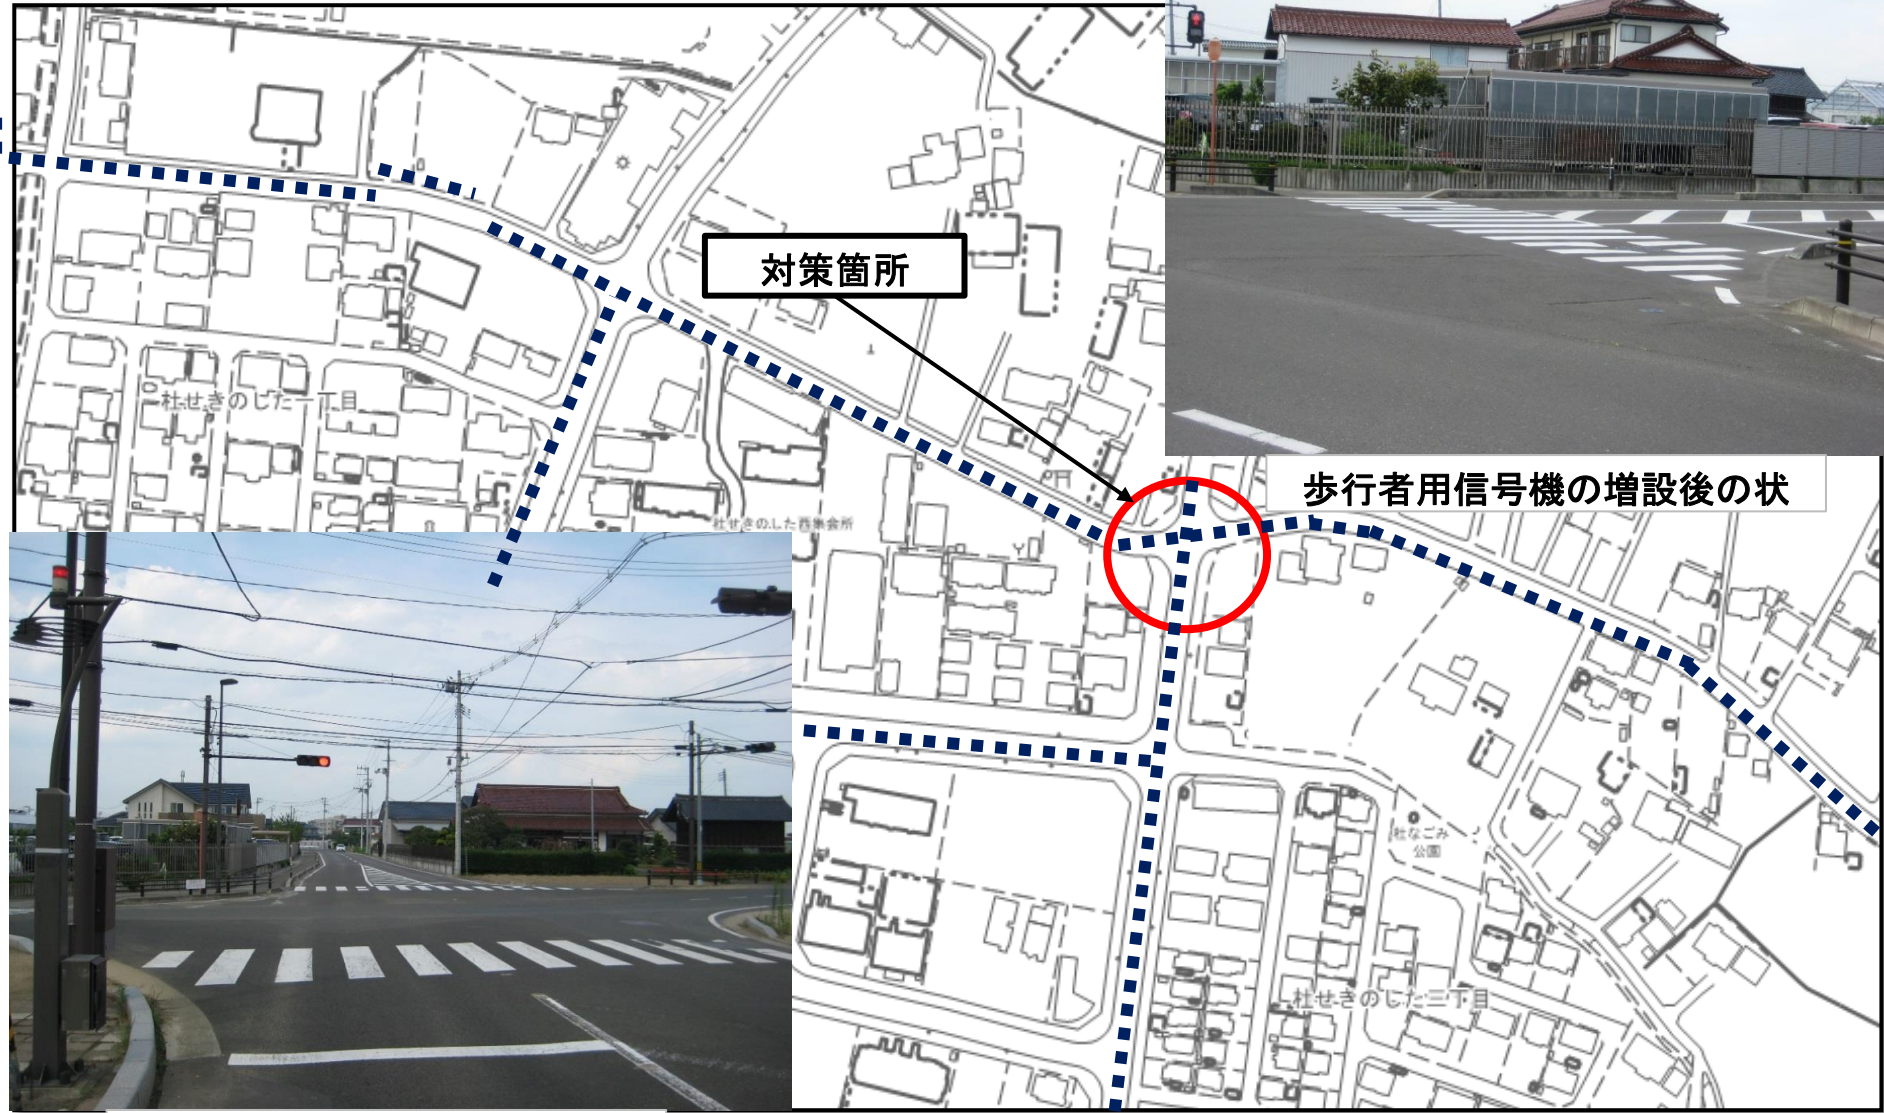 対策箇所
杜せきのした一丁目
歩行者用信号機の増設後の状
杜せきのした西集会所
杜なごみ
公園
杜せきのした二丁目